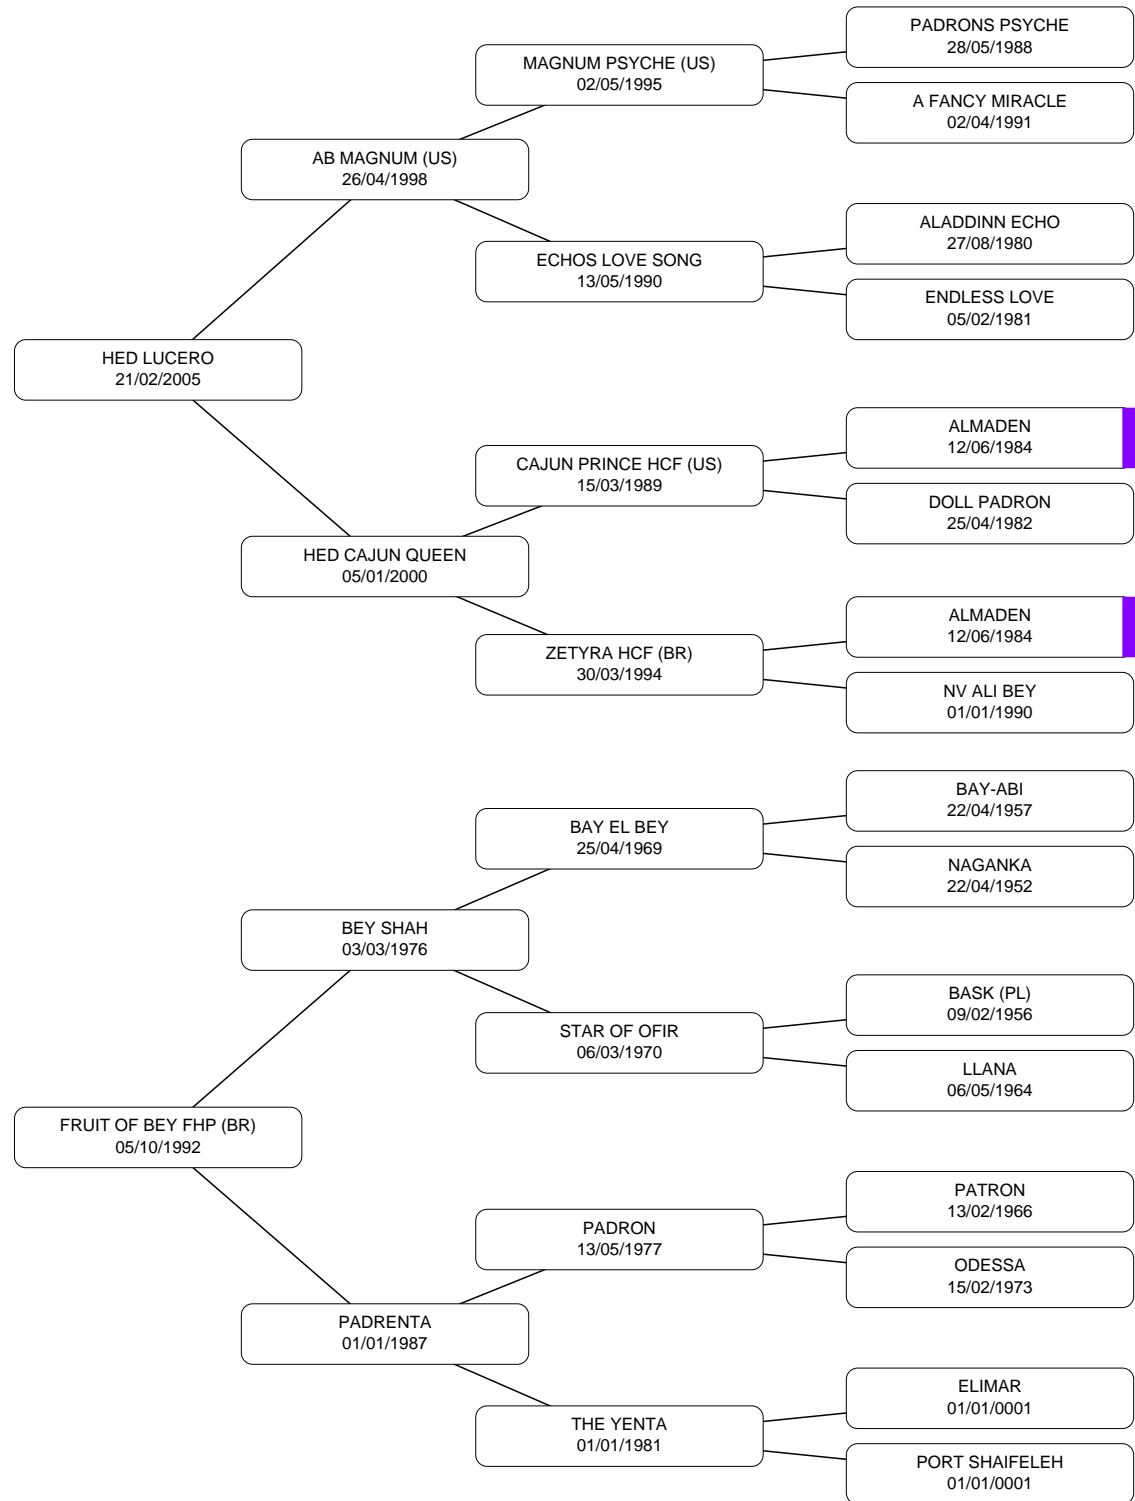 PADRONS PSYCHE
28/05/1988
MAGNUM PSYCHE (US)
02/05/1995
A FANCY MIRACLE
02/04/1991
AB MAGNUM (US)
26/04/1998
ALADDINN ECHO
27/08/1980
ECHOS LOVE SONG
13/05/1990
ENDLESS LOVE
05/02/1981
HED LUCERO
21/02/2005
ALMADEN
12/06/1984
CAJUN PRINCE HCF (US)
15/03/1989
DOLL PADRON
25/04/1982
HED CAJUN QUEEN
05/01/2000
ALMADEN
12/06/1984
ZETYRA HCF (BR)
30/03/1994
NV ALI BEY
01/01/1990
BAY-ABI
22/04/1957
BAY EL BEY
25/04/1969
NAGANKA
22/04/1952
BEY SHAH
03/03/1976
BASK (PL)
09/02/1956
STAR OF OFIR
06/03/1970
LLANA
06/05/1964
FRUIT OF BEY FHP (BR)
05/10/1992
PATRON
13/02/1966
PADRON
13/05/1977
ODESSA
15/02/1973
PADRENTA
01/01/1987
ELIMAR
01/01/0001
THE YENTA
01/01/1981
PORT SHAIFELEH
01/01/0001